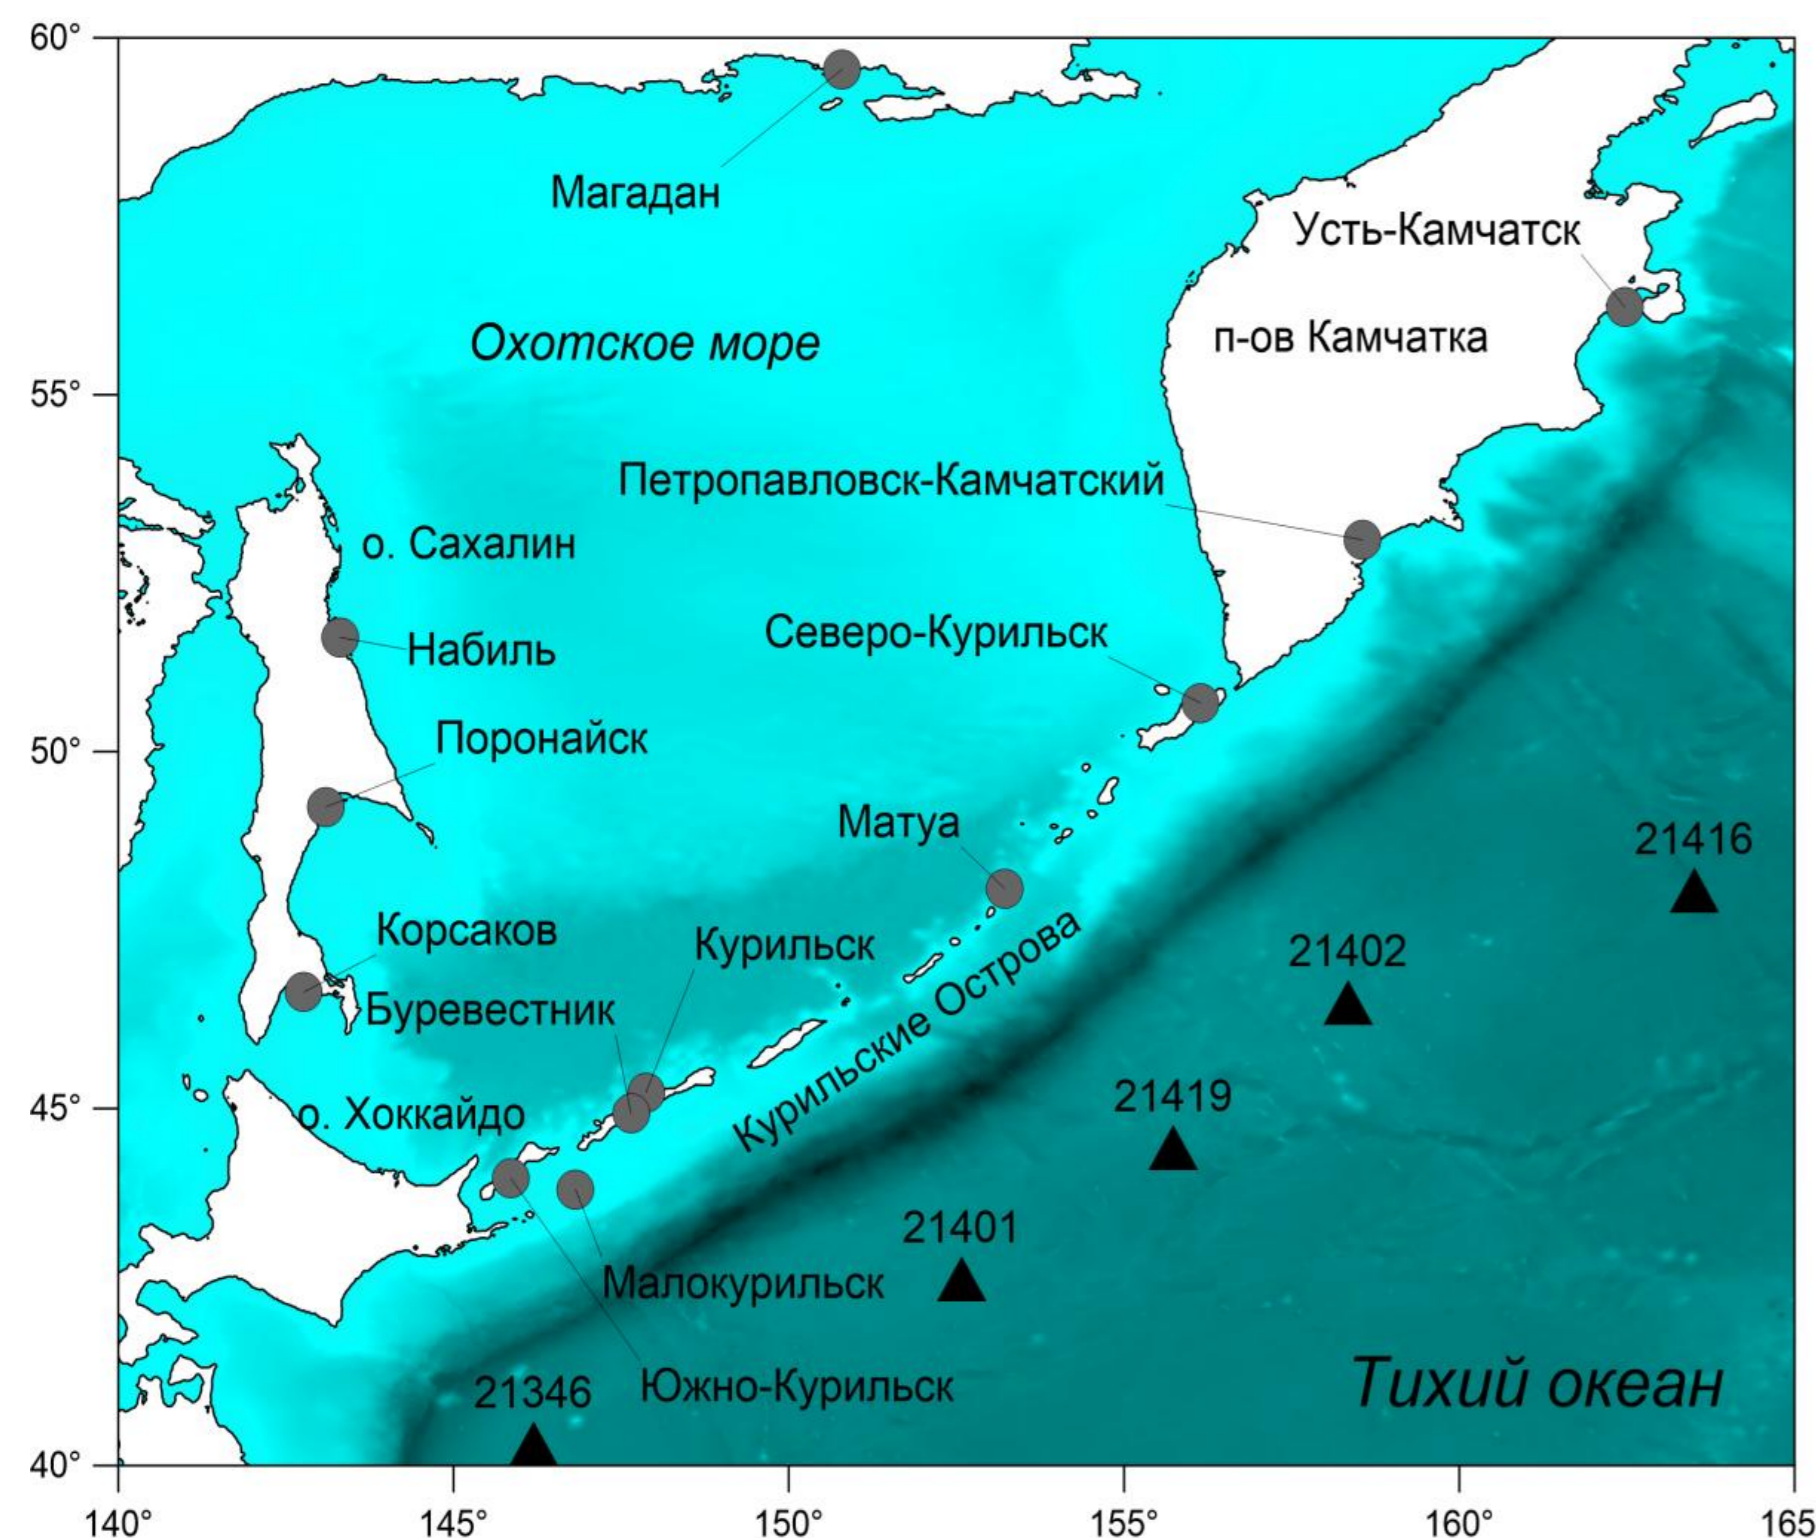 60°
Магадан
Усть-Камчатск
Охотское море
п-ов Камчатка
55°
Петропавловск-Камчатский
о. Сахалин
Северо-Курильск
Набиль
Поронайск
50°
Матуа
21416
Корсаков
Курильск
21402
Буревестник
Курильские Острова
45°
о. Хоккайдо
21419
21401
Малокурильск
21346
Южно-Курильск
Тихий океан
40°
140°
145°
150°
155°
160°
165